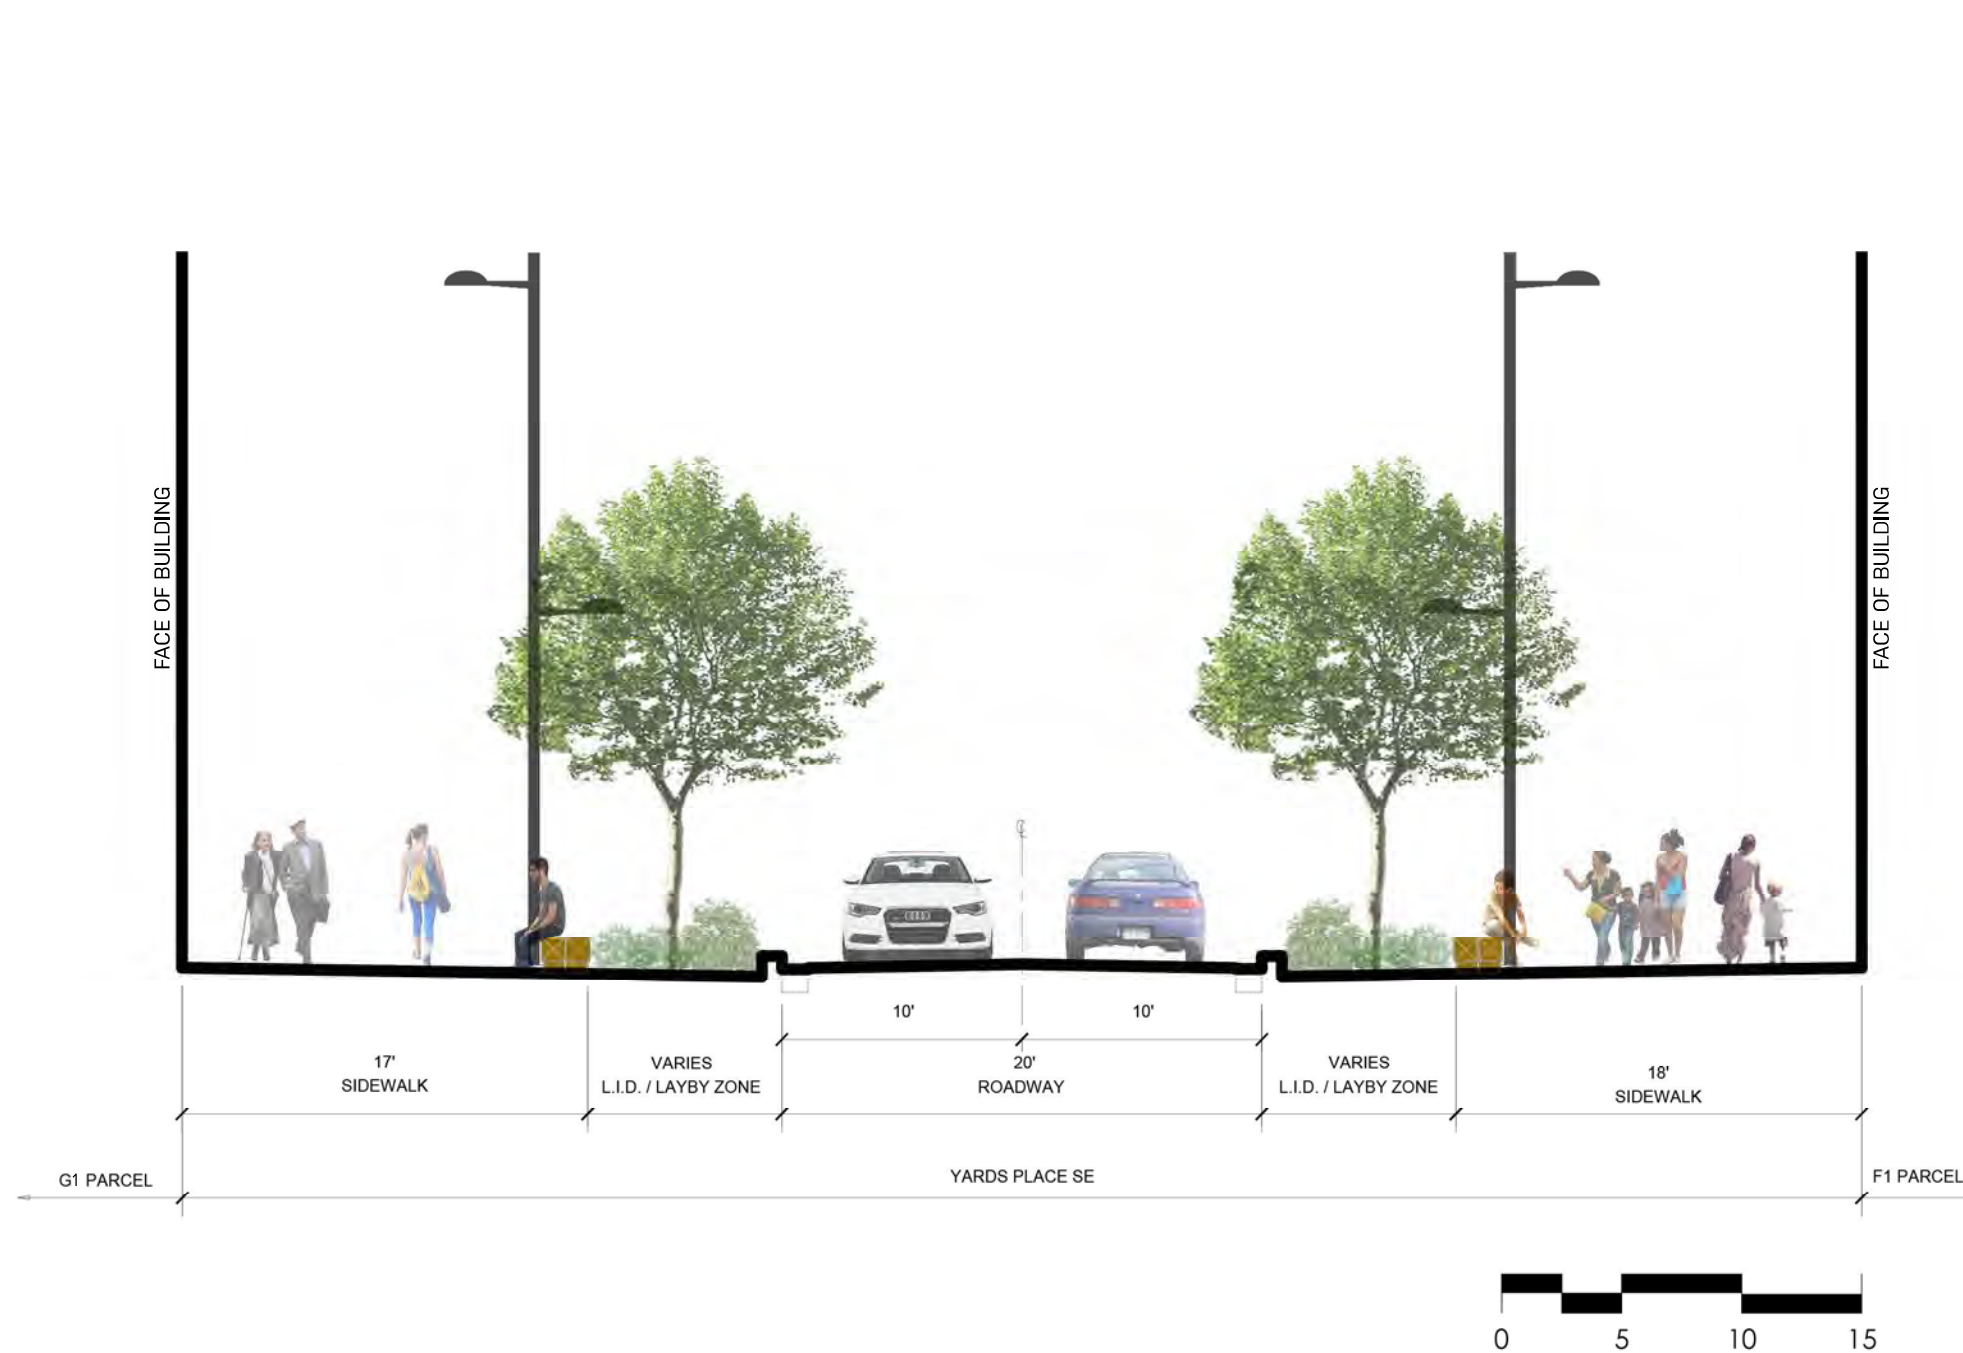 FACE OF BUILDING
FACE OF BUILDING
℄
10'
10'
17'
SIDEWALK
VARIES
L.I.D. / LAYBY ZONE
20'
ROADWAY
VARIES
L.I.D. / LAYBY ZONE
18'
SIDEWALK
G1 PARCEL
YARDS PLACE SE
F1 PARCEL
0 5 10 15